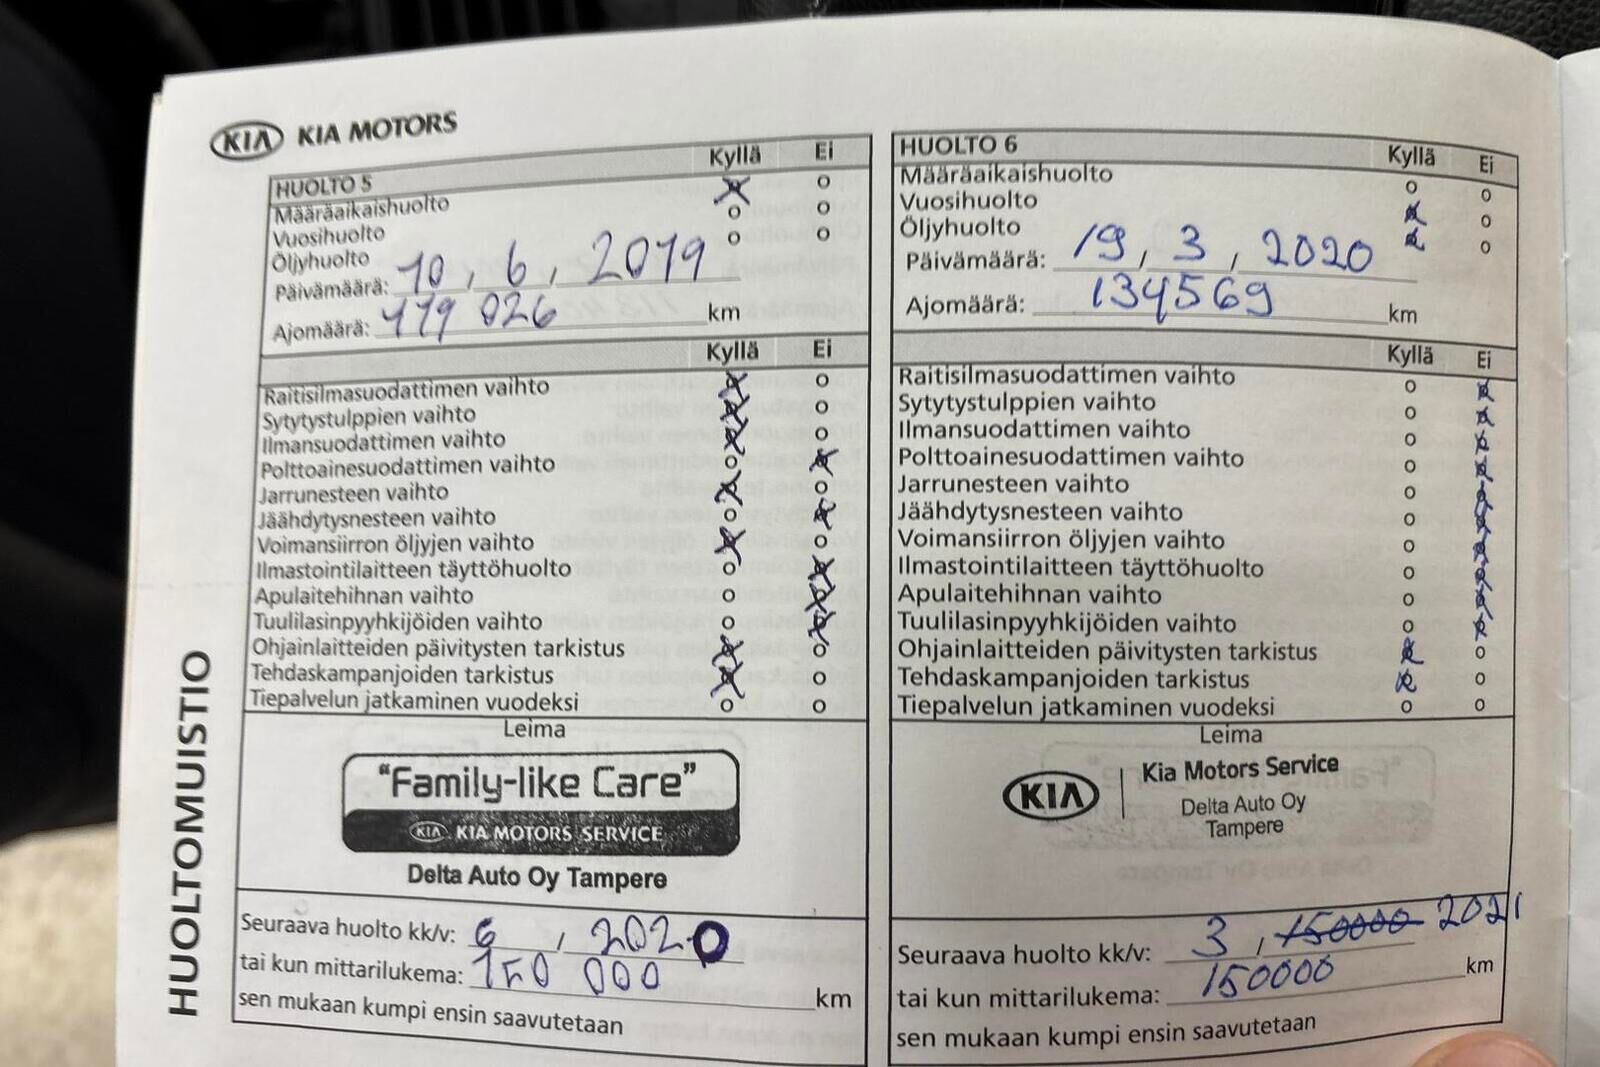 KIA KIA MOTORS
HUOLTO 5 Kyllä Ei
Määräaikaishuolto
Vuosihuolto
Öljyhuolto
Päivämäärä: 10 , 6 , 2019
Ajomäärä: 119 026 km
Kyllä Ei
Raitisilmasuodattimen vaihto
Sytytystulppien vaihto
Ilmansuodattimen vaihto
Polttoainesuodattimen vaihto
Jarrunesteen vaihto
Jäähdytysnesteen vaihto
Voimansiirron öljyjen vaihto
Ilmastointilaitteen täyttöhuolto
Apulaitehihnan vaihto
Tuulilasinpyyhkijöiden vaihto
Ohjainlaitteiden päivitysten tarkistus
Tehdaskampanjoiden tarkistus
Tiepalvelun jatkaminen vuodeksi
Leima
"Family-like Care"
KIA KIA MOTORS SERVICE
Delta Auto Oy Tampere
Seuraava huolto kk/v: 6 , 2020
tai kun mittarilukema: 150 000 km
sen mukaan kumpi ensin saavutetaan
HUOLTO 6 Kyllä Ei
Määräaikaishuolto
Vuosihuolto
Öljyhuolto
Päivämäärä: 19 , 3 , 2020
Ajomäärä: 134569 km
Kyllä Ei
Raitisilmasuodattimen vaihto
Sytytystulppien vaihto
Ilmansuodattimen vaihto
Polttoainesuodattimen vaihto
Jarrunesteen vaihto
Jäähdytysnesteen vaihto
Voimansiirron öljyjen vaihto
Ilmastointilaitteen täyttöhuolto
Apulaitehihnan vaihto
Tuulilasinpyyhkijöiden vaihto
Ohjainlaitteiden päivitysten tarkistus
Tehdaskampanjoiden tarkistus
Tiepalvelun jatkaminen vuodeksi
Leima
KIA Kia Motors Service
Delta Auto Oy
Tampere
Seuraava huolto kk/v: 3 , 150000 2021
tai kun mittarilukema: 150000 km
sen mukaan kumpi ensin saavutetaan
HUOLTOMUISTIO